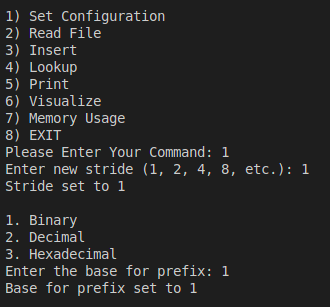 1) Set Configuration
2) Read File
3) Insert
4) Lookup
5) Print
6) Visualize
7) Memory Usage
8) EXIT
Please Enter Your Command: 1
Enter new stride (1, 2, 4, 8, etc.): 1
Stride set to 1
1. Binary
2. Decimal
3. Hexadecimal
Enter the base for prefix: 1
Base for prefix set to 1